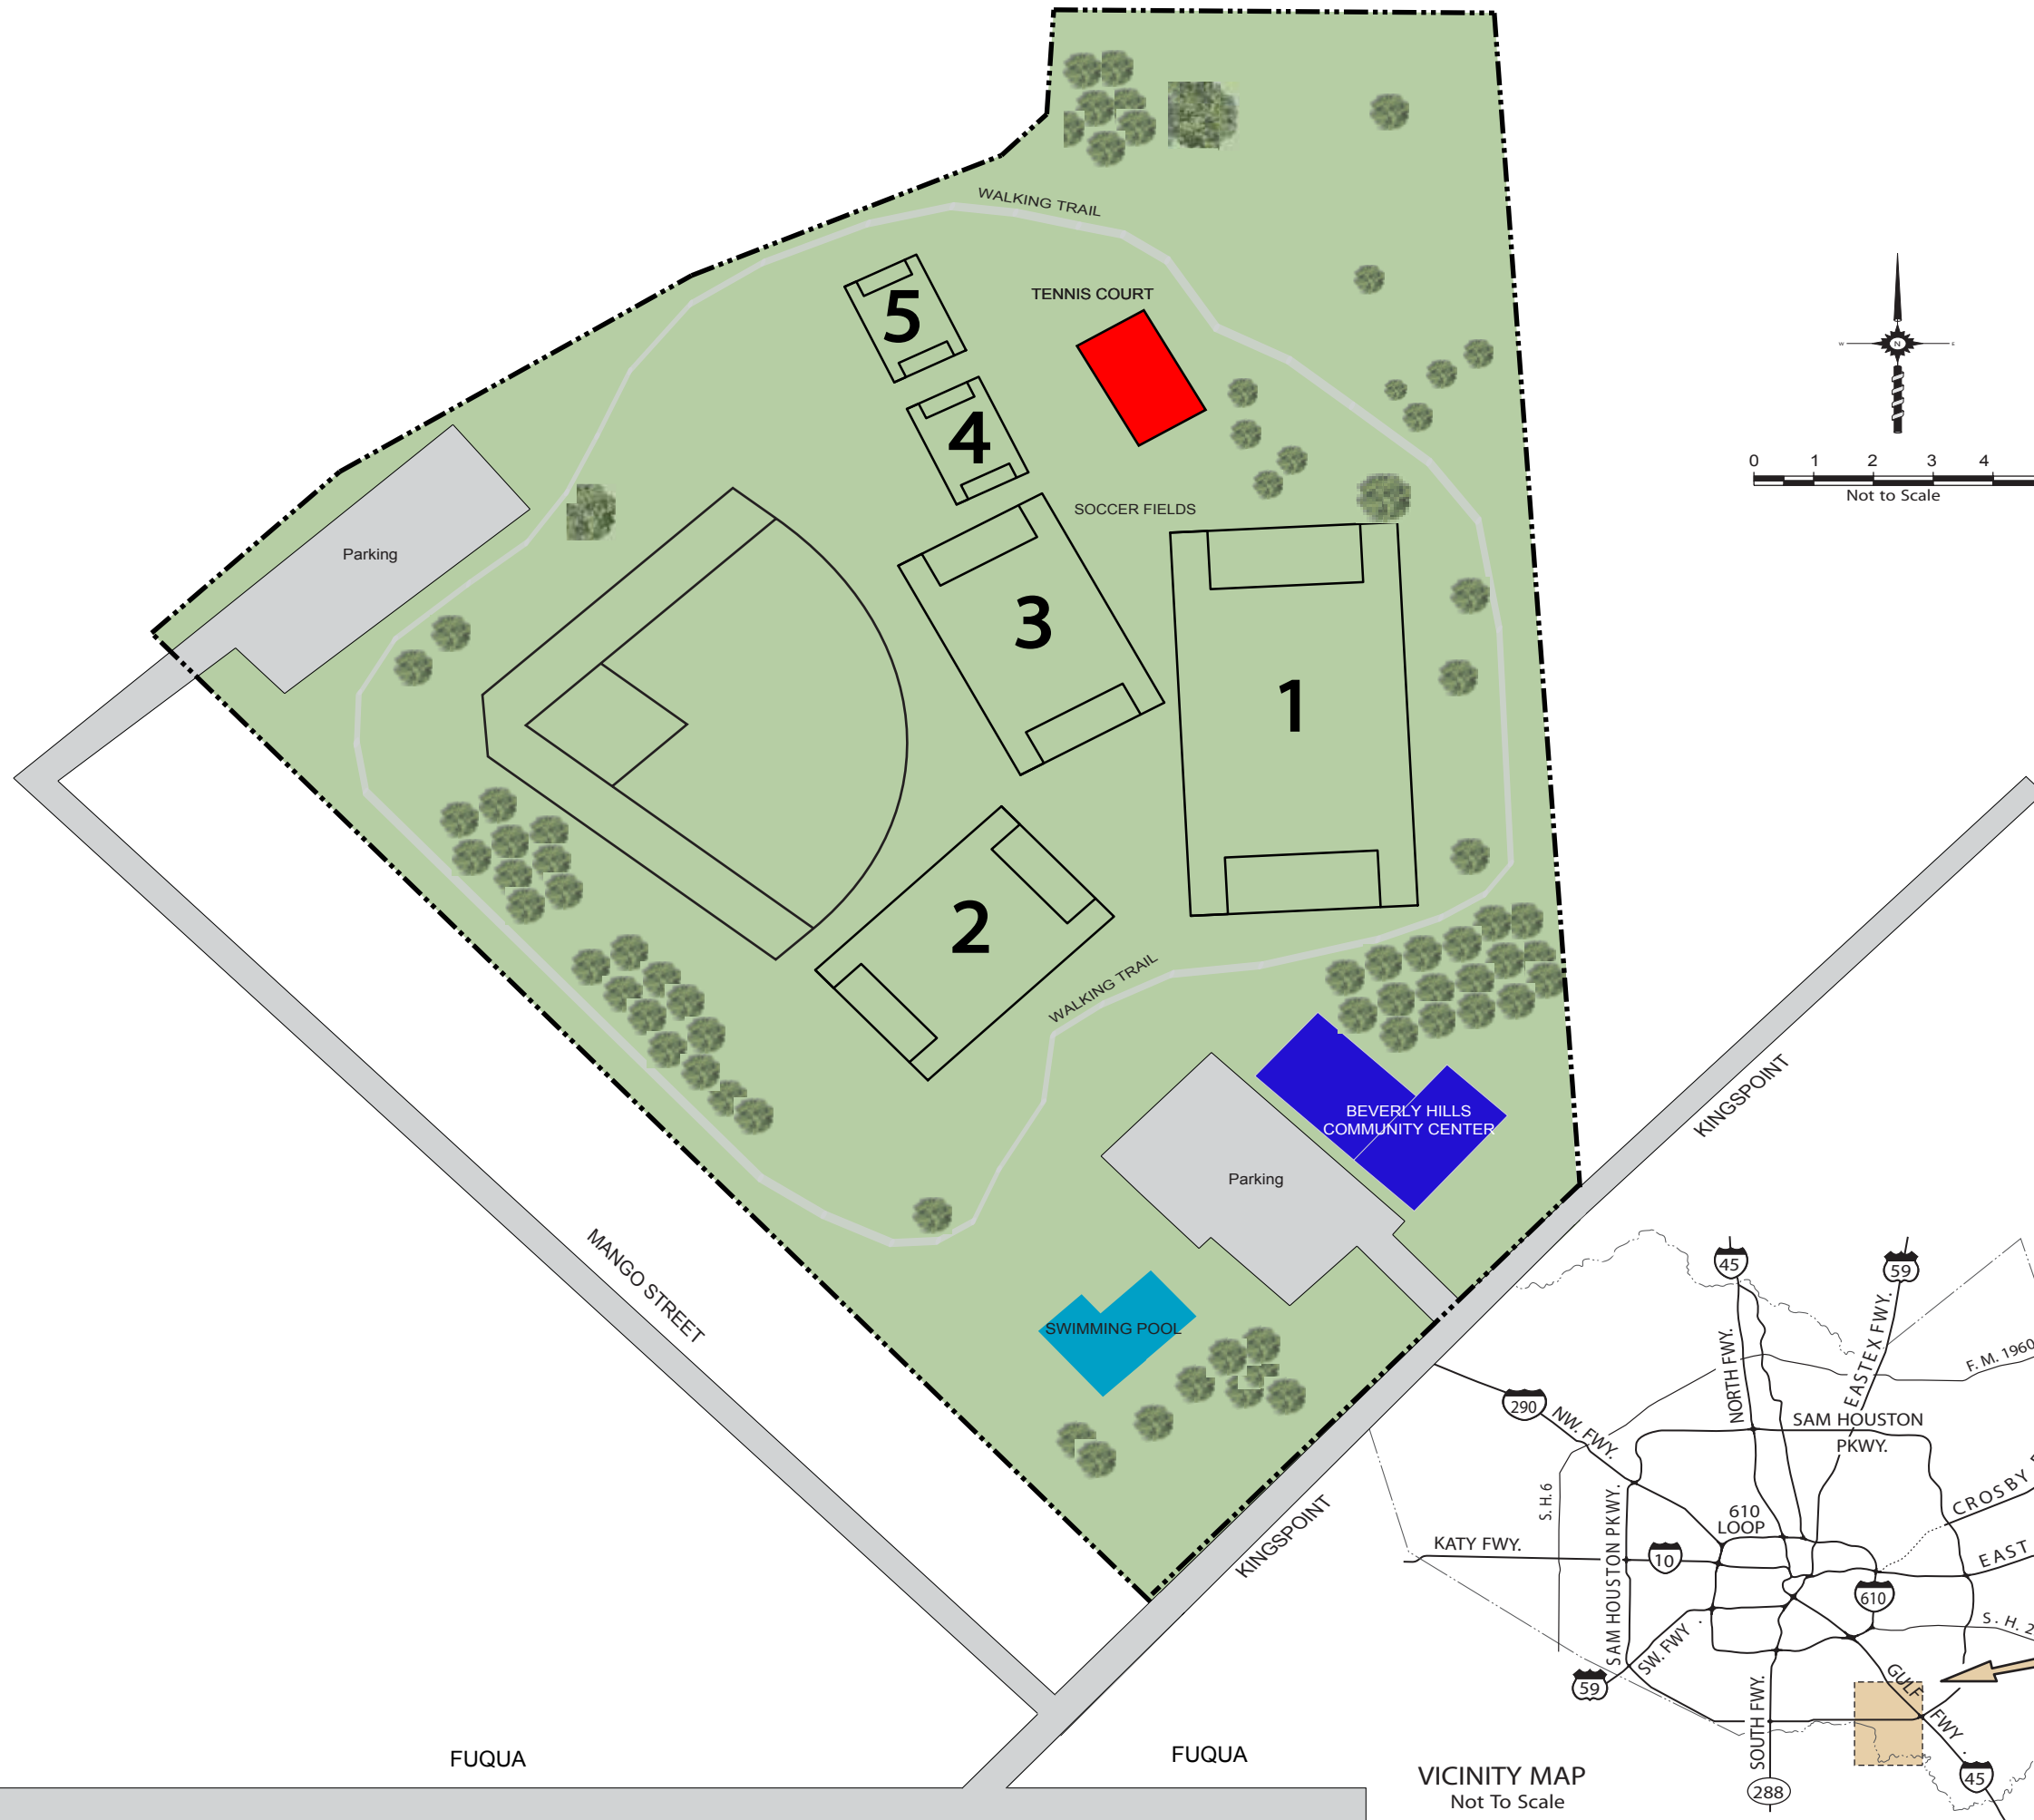 WALKING TRAIL
5
TENNIS COURT
4
SOCCER FIELDS
Parking
3
1
2
WALKING TRAIL
W
N
E
0 1 2 3 4
Not to Scale
BEVERLY HILLS
COMMUNITY CENTER
Parking
SWIMMING POOL
MANGO STREET
KINGSPOINT
KINGSPOINT
FUQUA
FUQUA
45
59
NORTH FWY.
EASTEX FWY.
F. M. 1960
290
NW. FWY.
SAM HOUSTON
PKWY.
S. H. 6
SAM HOUSTON PKWY.
CROSBY
610
LOOP
KATY FWY.
10
EAST
610
S. H. 2
SW. FWY.
59
GULF FWY.
SOUTH FWY.
288
45
VICINITY MAP
Not To Scale